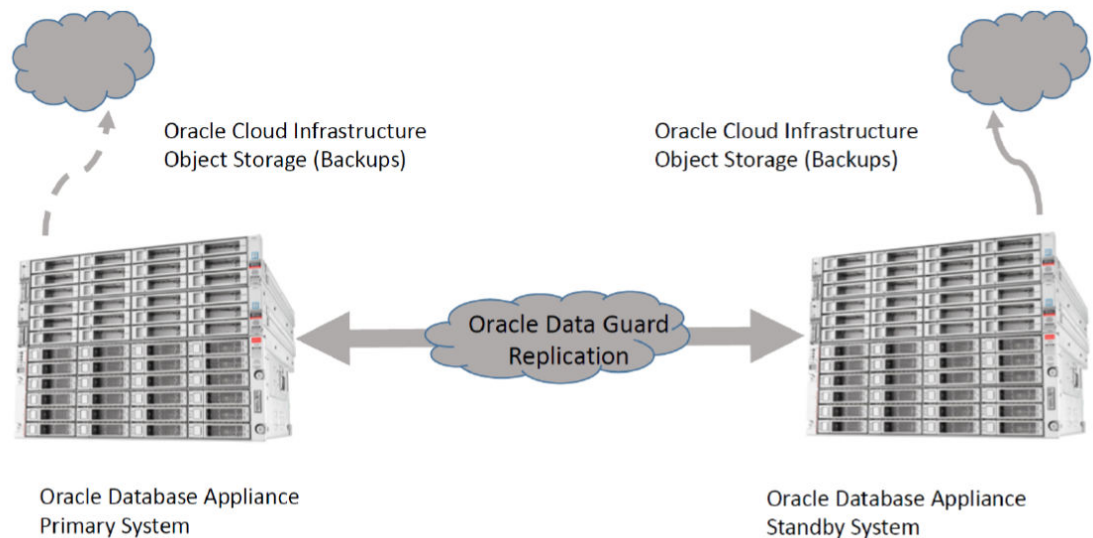 Oracle Cloud Infrastructure
Object Storage (Backups)
Oracle Cloud Infrastructure
Object Storage (Backups)
Oracle Data Guard
Replication
Oracle Database Appliance
Primary System
Oracle Database Appliance
Standby System